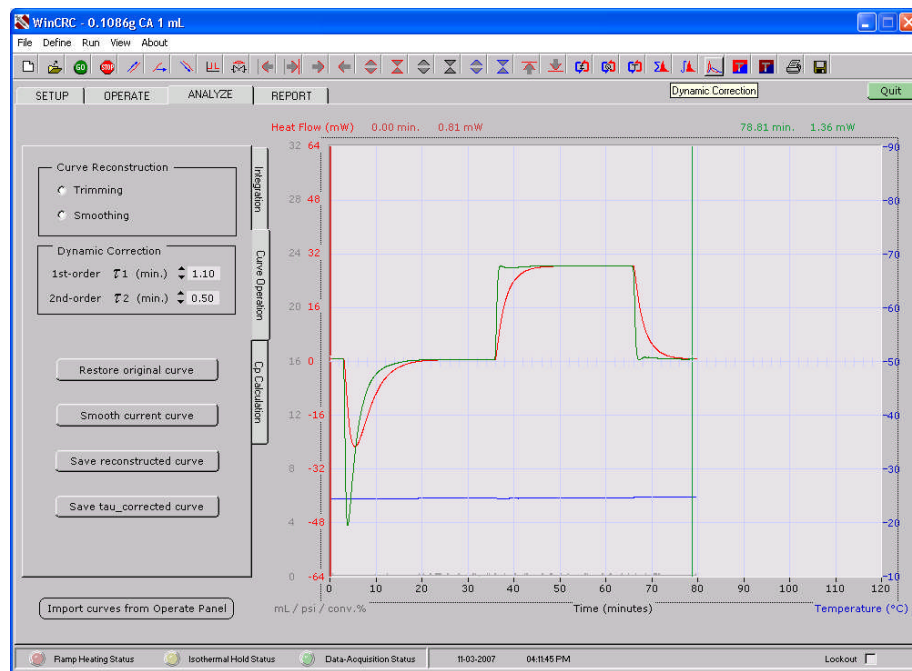 WinCRC - 0.1086g CA 1 mL
File Define Run View About
GO STOP
SETUP OPERATE ANALYZE REPORT
Dynamic Correction
Quit
Heat Flow (mW) 0.00 min. 0.81 mW 78.81 min. 1.36 mW
Curve Reconstruction
Trimming
Smoothing
Dynamic Correction
1st-order τ1 (min.) 1.10
2nd-order τ2 (min.) 0.50
Restore original curve
Smooth current curve
Save reconstructed curve
Save tau_corrected curve
Import curves from Operate Panel
Integration
Curve Operation
Cp Calculation
32 64 90
28 48 80
24 32 70
20 16 60
16 0 50
12 -16 40
8 -32 30
4 -48 20
0 -64 10
0 10 20 30 40 50 60 70 80 90 100 110 120
mL / psi / conv.% Time (minutes) Temperature (°C)
Ramp Heating Status Isothermal Hold Status Data-Acquisition Status 11-03-2007 04:11:45 PM Lockout